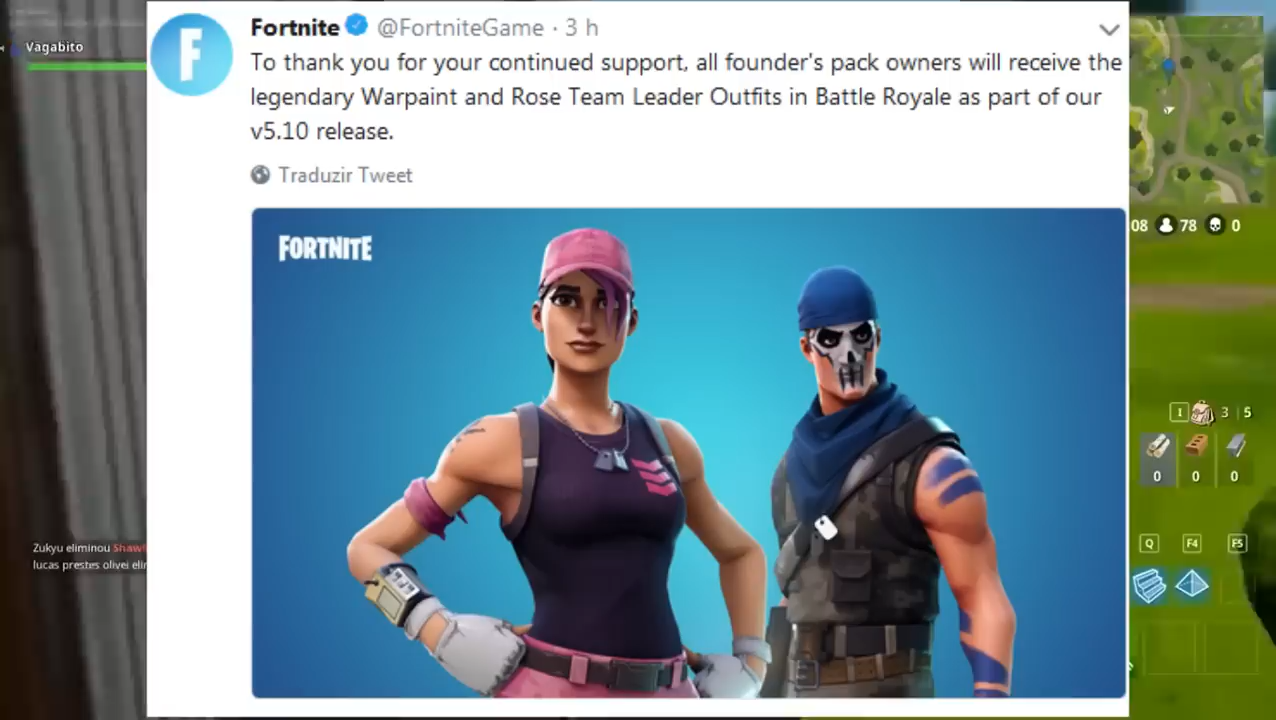 Vagabito
Fortnite @FortniteGame · 3 h
To thank you for your continued support, all founder's pack owners will receive the
legendary Warpaint and Rose Team Leader Outfits in Battle Royale as part of our
v5.10 release.
Traduzir Tweet
FORTNITE
08 78 0
I 3 | 5
0 0 0
Zukyu eliminou
lucas prestes olivei
Q F4 F5